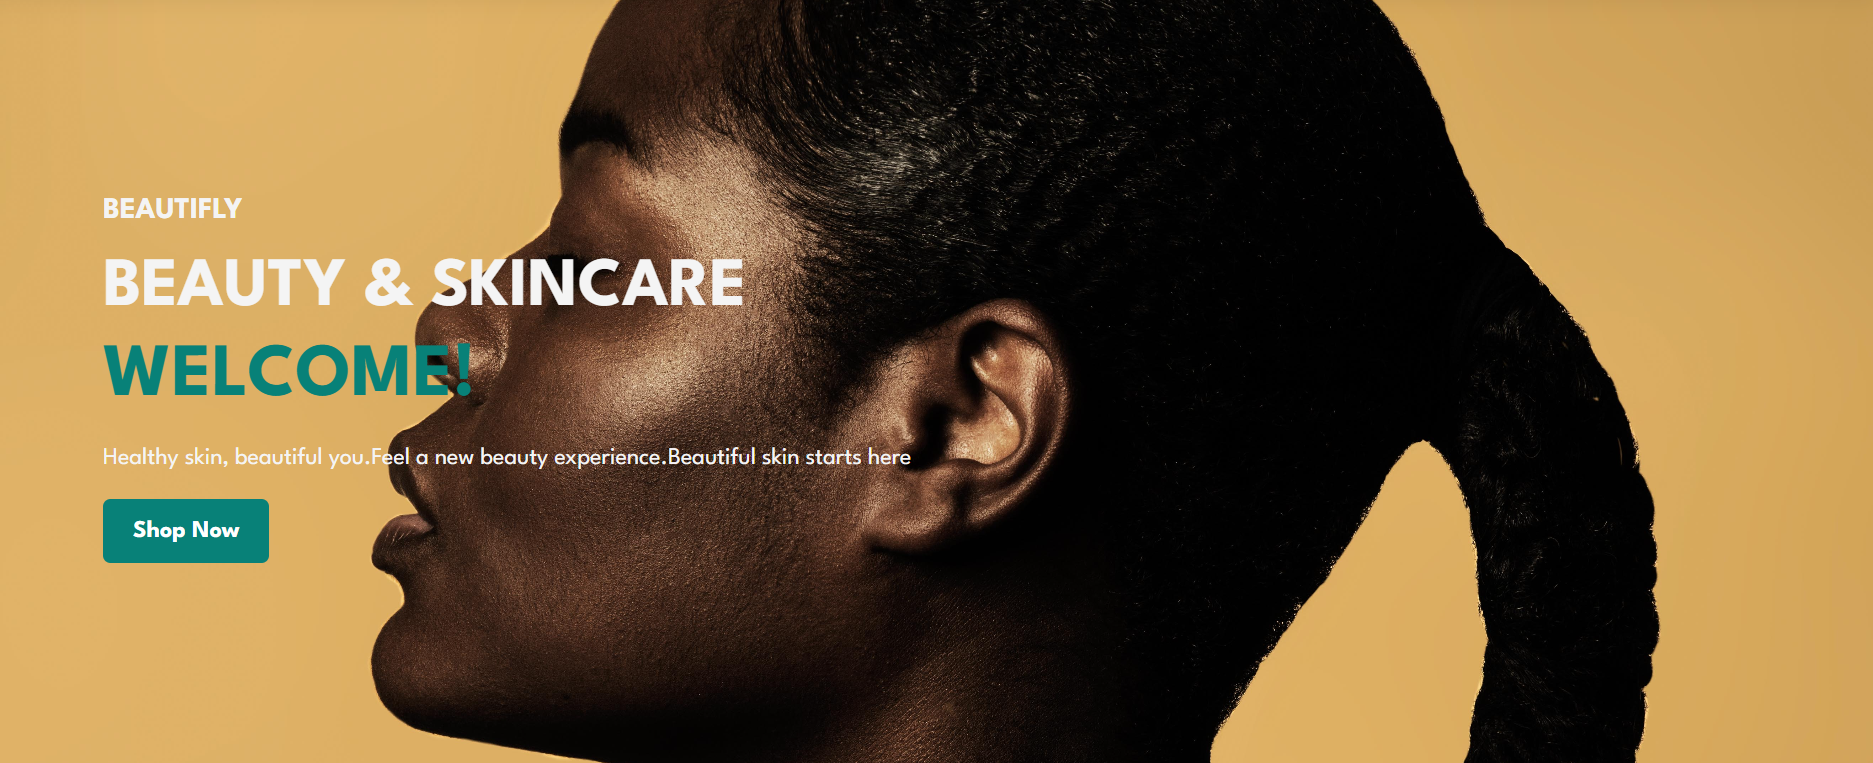 BEAUTIFLY
BEAUTY & SKINCARE
WELCOME!
Healthy skin, beautiful you.Feel a new beauty experience.Beautiful skin starts here
Shop Now